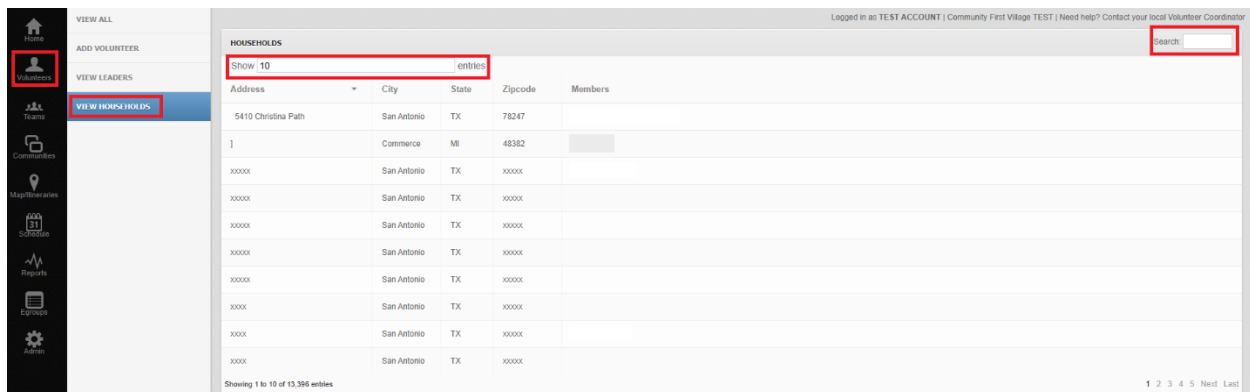 Logged in as TEST ACCOUNT | Community First Village TEST | Need help? Contact your local Volunteer Coordinator
Home
Volunteers
Teams
Communities
Map/Itineraries
31
Schedule
Reports
Egroups
Admin
VIEW ALL
ADD VOLUNTEER
VIEW LEADERS
VIEW HOUSEHOLDS
HOUSEHOLDS
Search:
Show 10 entries
Address City State Zipcode Members
5410 Christina Path San Antonio TX 78247
] Commerce MI 48382
xxxxx San Antonio TX xxxxx
xxxxx San Antonio TX xxxxx
xxxxx San Antonio TX xxxxx
xxxxx San Antonio TX xxxxx
xxxxx San Antonio TX xxxxx
xxxx San Antonio TX xxxxx
xxxx San Antonio TX xxxxx
xxxx San Antonio TX xxxxx
Showing 1 to 10 of 13,396 entries
1 2 3 4 5 Next Last